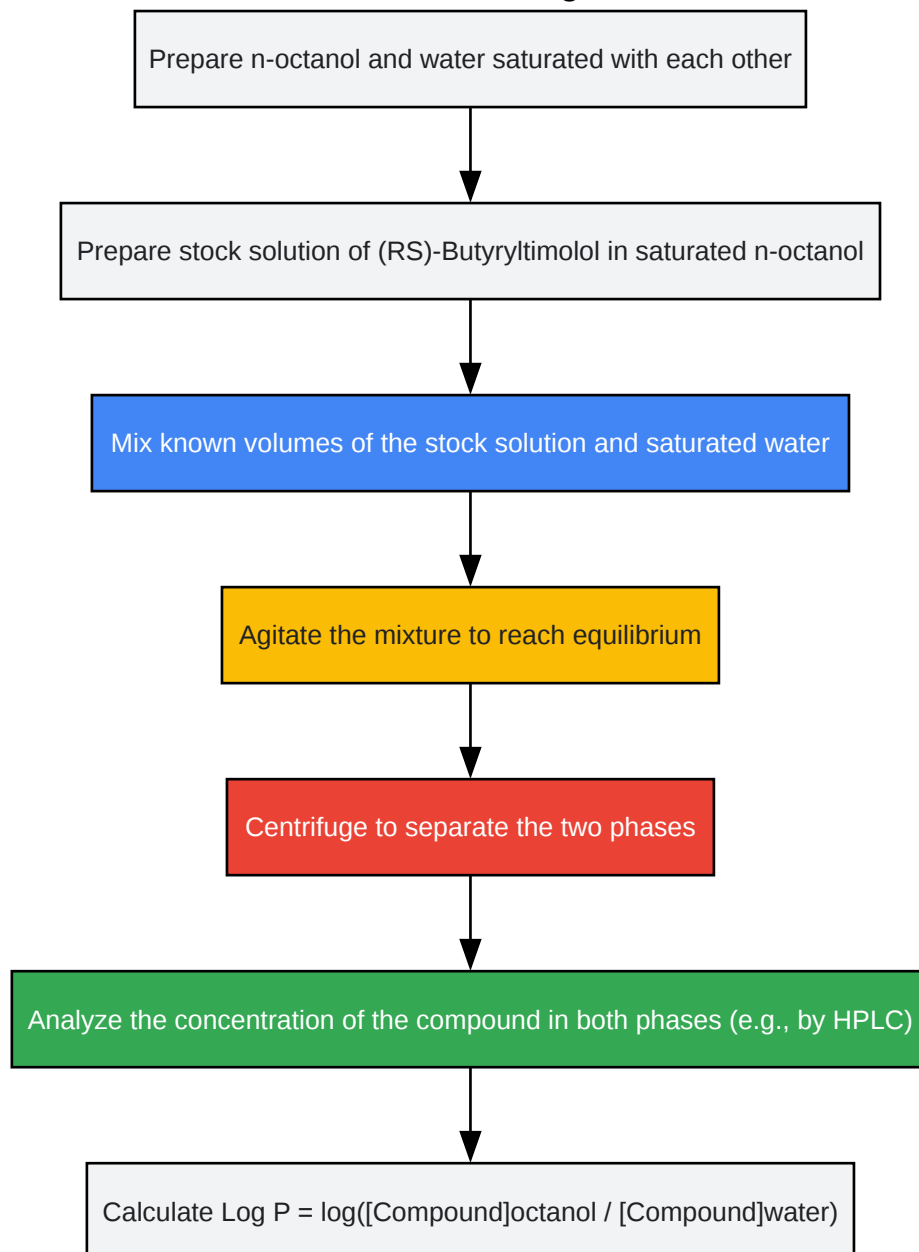 Prepare n-octanol and water saturated with each other
Prepare stock solution of (RS)-Butyryltimolol in saturated n-octanol
Mix known volumes of the stock solution and saturated water
Agitate the mixture to reach equilibrium
Centrifuge to separate the two phases
Analyze the concentration of the compound in both phases (e.g., by HPLC)
Calculate Log P = log([Compound]octanol / [Compound]water)